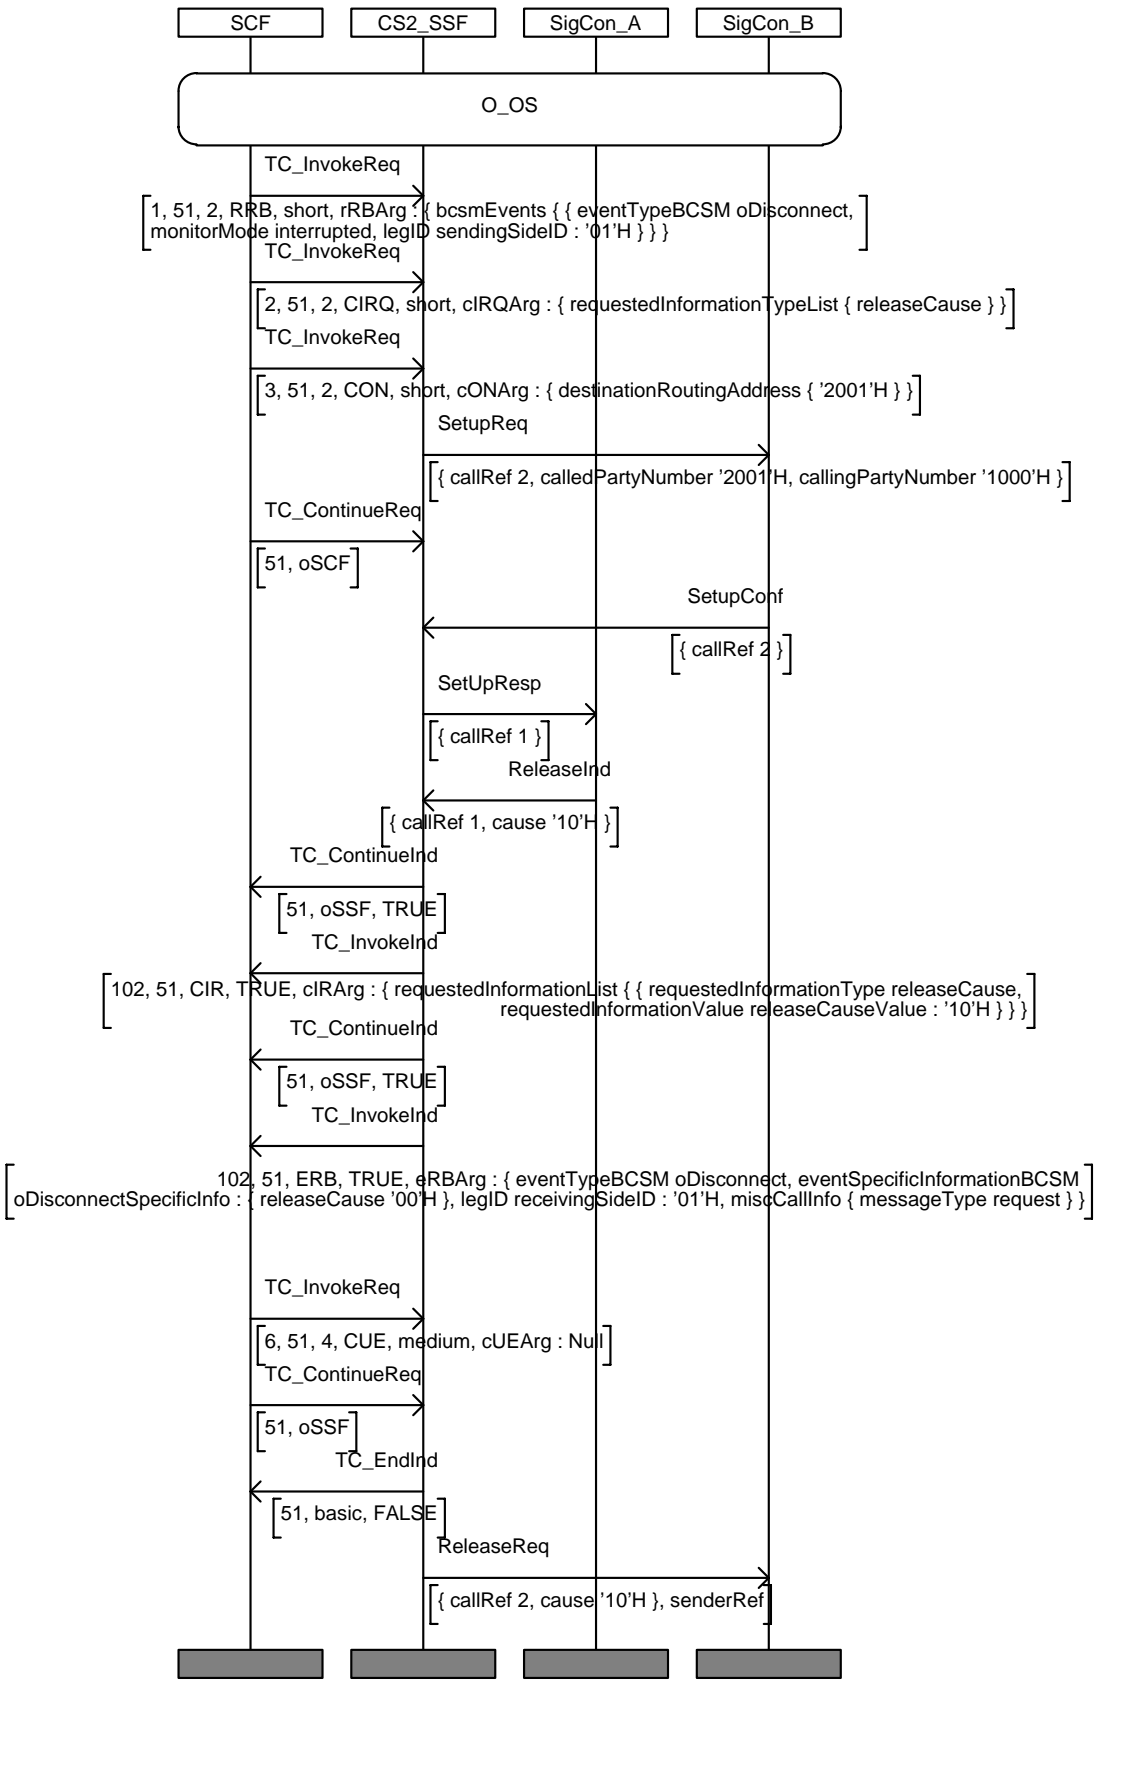 SCF
CS2_SSF
SigCon_A
SigCon_B
O_OS
TC_InvokeReq
1, 51, 2, RRB, short, rRBArg : { bcsmEvents { { eventTypeBCSM oDisconnect,
monitorMode interrupted, legID sendingSideID : '01'H } } }
TC_InvokeReq
2, 51, 2, CIRQ, short, cIRQArg : { requestedInformationTypeList { releaseCause } }
TC_InvokeReq
3, 51, 2, CON, short, cONArg : { destinationRoutingAddress { '2001'H } }
SetupReq
{ callRef 2, calledPartyNumber '2001'H, callingPartyNumber '1000'H }
TC_ContinueReq
51, oSCF
SetupConf
{ callRef 2 }
SetUpResp
{ callRef 1 }
ReleaseInd
{ callRef 1, cause '10'H }
TC_ContinueInd
51, oSSF, TRUE
TC_InvokeInd
102, 51, CIR, TRUE, cIRArg : { requestedInformationList { { requestedInformationType releaseCause,
requestedInformationValue releaseCauseValue : '10'H } } }
TC_ContinueInd
51, oSSF, TRUE
TC_InvokeInd
102, 51, ERB, TRUE, eRBArg : { eventTypeBCSM oDisconnect, eventSpecificInformationBCSM
oDisconnectSpecificInfo : { releaseCause '00'H }, legID receivingSideID : '01'H, miscCallInfo { messageType request } }
TC_InvokeReq
6, 51, 4, CUE, medium, cUEArg : Null
TC_ContinueReq
51, oSSF
TC_EndInd
51, basic, FALSE
ReleaseReq
{ callRef 2, cause '10'H }, senderRef